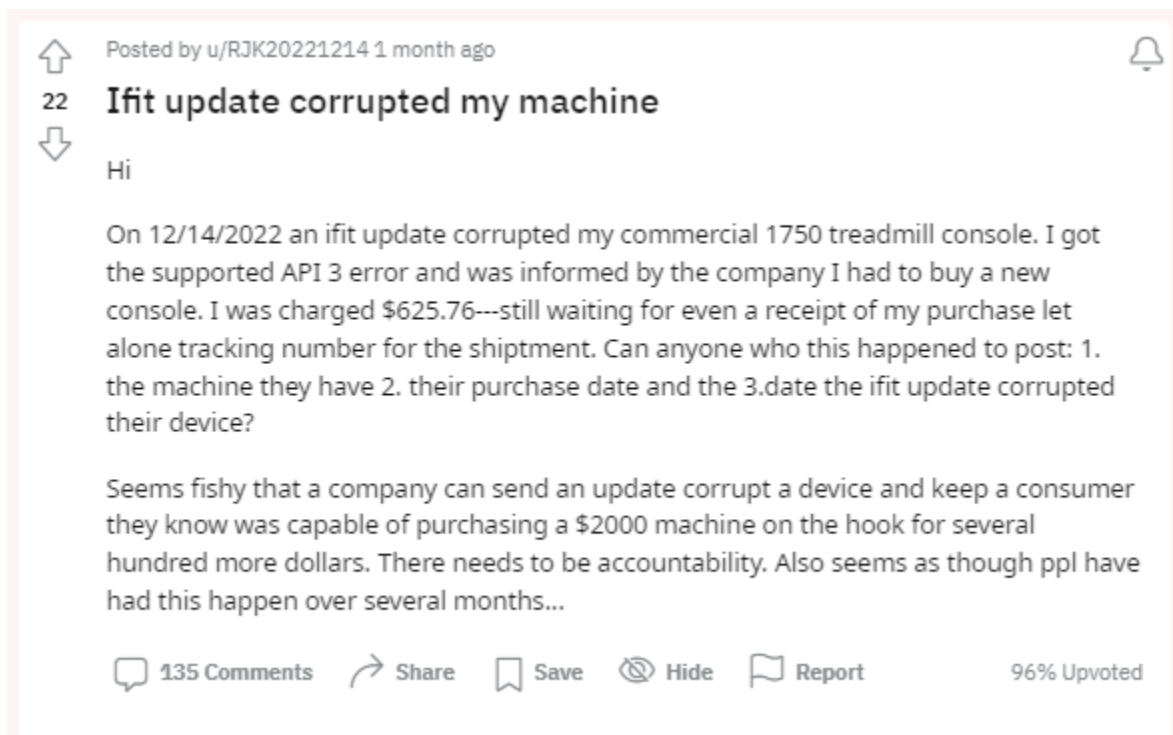 Posted by u/RJK20221214 1 month ago
22
Ifit update corrupted my machine
Hi
On 12/14/2022 an ifit update corrupted my commercial 1750 treadmill console. I got
the supported API 3 error and was informed by the company I had to buy a new
console. I was charged $625.76---still waiting for even a receipt of my purchase let
alone tracking number for the shiptment. Can anyone who this happened to post: 1.
the machine they have 2. their purchase date and the 3.date the ifit update corrupted
their device?
Seems fishy that a company can send an update corrupt a device and keep a consumer
they know was capable of purchasing a $2000 machine on the hook for several
hundred more dollars. There needs to be accountability. Also seems as though ppl have
had this happen over several months...
135 Comments Share Save Hide Report 96% Upvoted